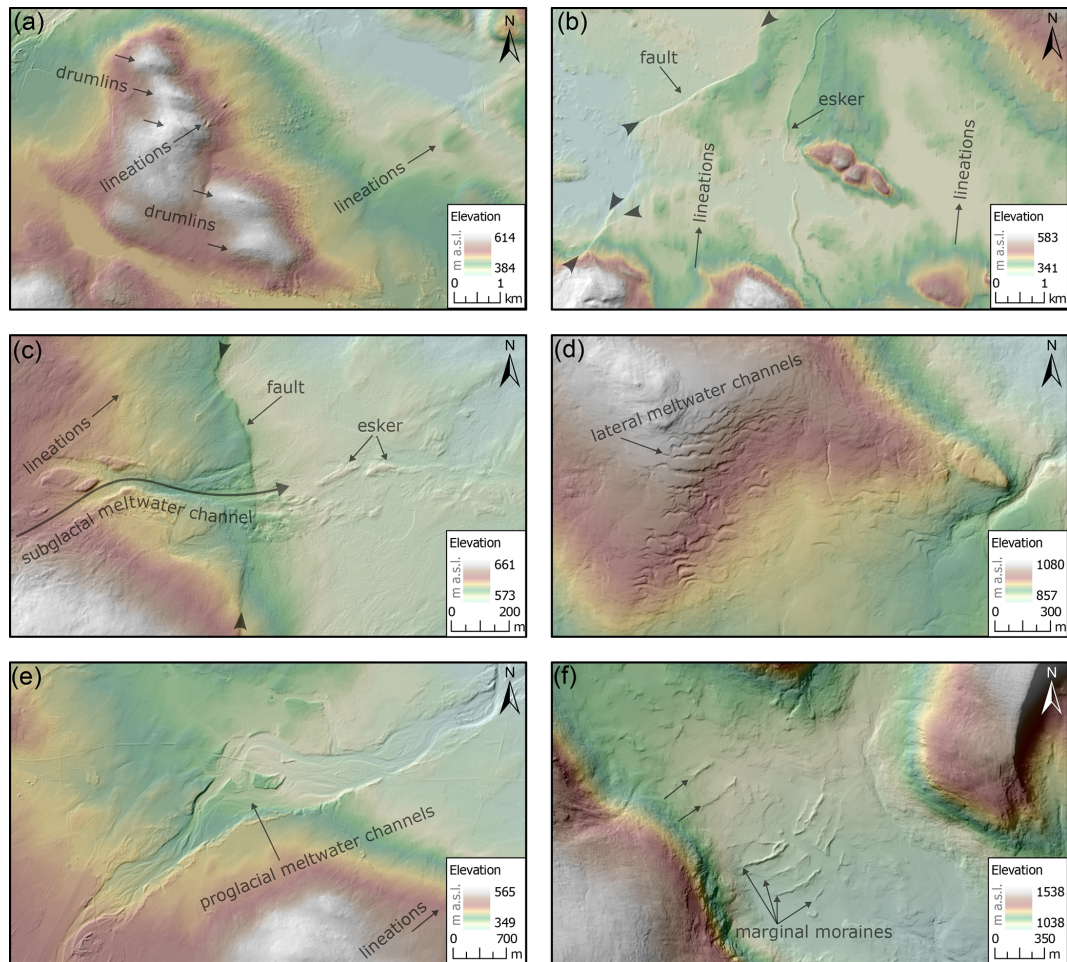 (a)
N
drumlins
lineations
lineations
drumlins
Elevation
m a.s.l.
614
384
0 1
km
(b)
N
fault
esker
lineations
lineations
Elevation
m a.s.l.
583
341
0 1
km
(c)
N
fault
lineations
esker
subglacial meltwater channel
Elevation
m a.s.l.
661
573
0 200
m
(d)
N
lateral meltwater channels
Elevation
m a.s.l.
1080
857
0 300
m
(e)
N
proglacial meltwater channels
lineations
Elevation
m a.s.l.
565
349
0 700
m
(f)
N
marginal moraines
Elevation
m a.s.l.
1538
1038
0 350
m